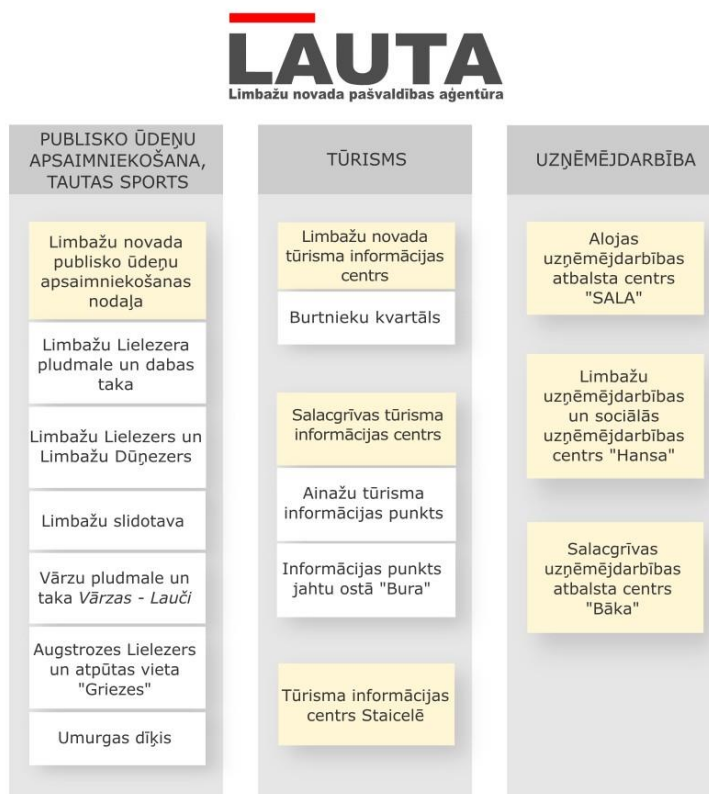 LAUTA
Limbažu novada pašvaldības aģentūra
PUBLISKO ŪDEŅU
APSAIMNIEKOŠANA,
TAUTAS SPORTS
Limbažu novada
publisko ūdeņu
apsaimniekošanas
nodaļa
Limbažu Lielezera
pludmale un dabas
taka
Limbažu Lielezers un
Limbažu Dūņezers
Limbažu slidotava
Vārzu pludmale un
taka Vārzas - Lauči
Augstrozes Lielezers
un atpūtas vieta
"Griezes"
Umurgas dīķis
TŪRISMS
Limbažu novada
tūrisma informācijas
centrs
Burtnieku kvartāls
Salacgrīvas tūrisma
informācijas centrs
Ainažu tūrisma
informācijas punkts
Informācijas punkts
jahtu ostā "Bura"
Tūrisma informācijas
centrs Staicelē
UZŅĒMĒJDARBĪBA
Alojas
uzņēmējdarbības
atbalsta centrs
"SALA"
Limbažu
uzņēmējdarbības
un sociālās
uzņēmējdarbības
centrs "Hansa"
Salacgrīvas
uzņēmējdarbības
atbalsta centrs
"Bāka"